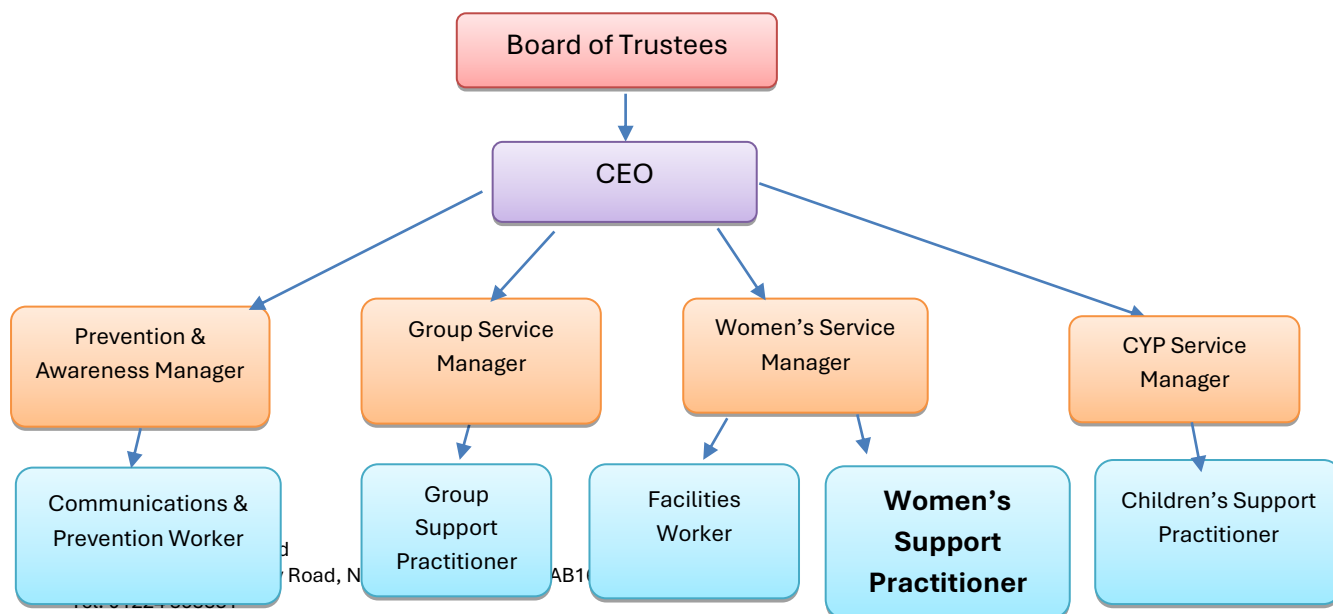 Board of Trustees
CEO
Prevention &
Awareness Manager
Group Service
Manager
Women’s Service
Manager
CYP Service
Manager
Communications &
Prevention Worker
Group
Support
Practitioner
Facilities
Worker
Women’s
Support
Practitioner
Children’s Support
Practitioner
Road, N